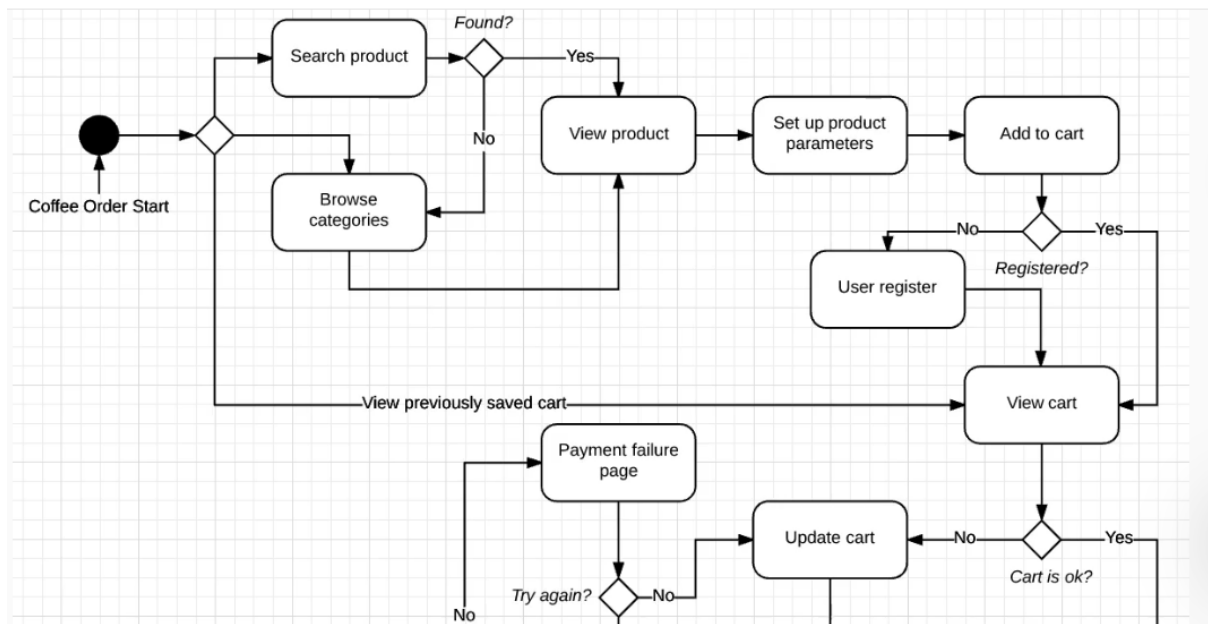 Found?
Search product
Yes
View product
Set up product
parameters
Add to cart
No
Coffee Order Start
Browse
categories
No
Yes
Registered?
User register
View previously saved cart
View cart
Payment failure
page
Update cart
No
Yes
Cart is ok?
Try again?
No
No